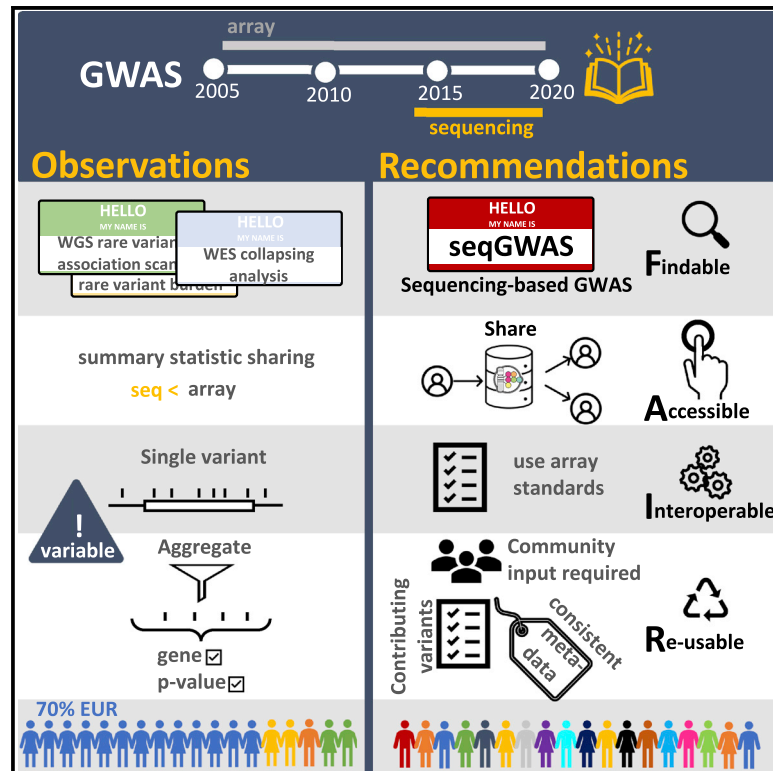 array
GWAS
2005
2010
2015
2020
sequencing
Observations
Recommendations
HELLO
MY NAME IS
WGS rare
association
rare variant
HELLO
MY NAME IS
WES collapsing
analysis
HELLO
MY NAME IS
seqGWAS
Sequencing-based GWAS
Findable
summary statistic sharing
seq < array
Share
Accessible
Single variant
!
variable
use array
standards
Interoperable
Aggregate
gene
p-value
Community
input required
Contributing
variants
consistent
meta-
data
Re-usable
70% EUR